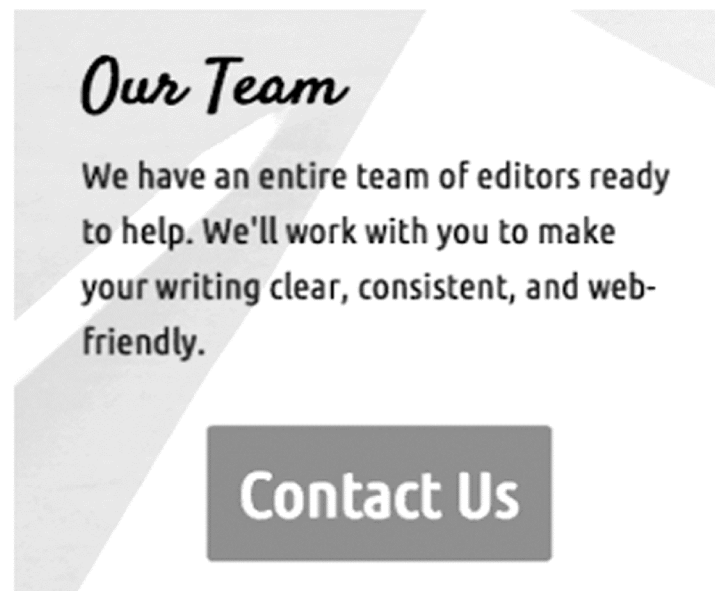 Our Team
We have an entire team of editors ready
to help. We'll work with you to make
your writing clear, consistent, and web-
friendly.
Contact Us